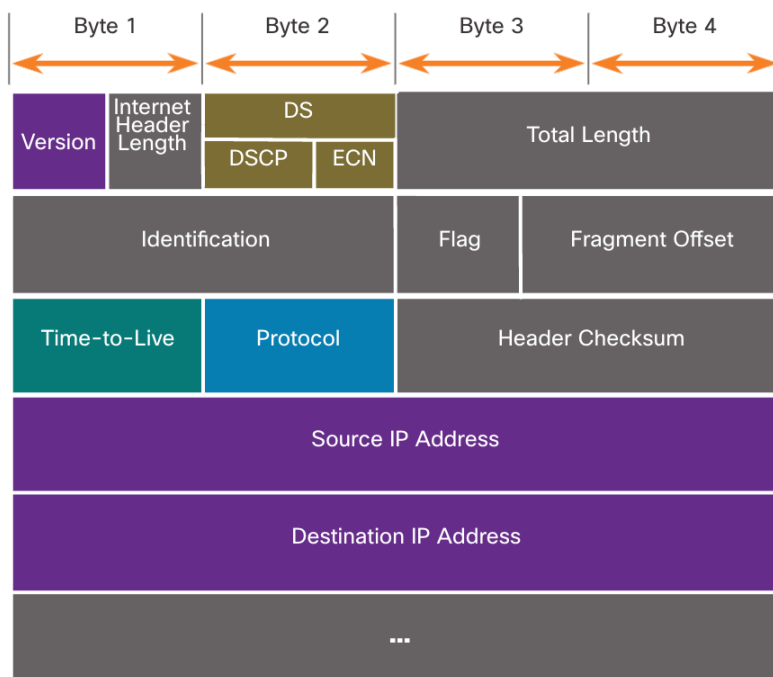 Byte 1
Byte 2
Byte 3
Byte 4
Version
Internet
Header
Length
DS
DSCP
ECN
Total Length
Identification
Flag
Fragment Offset
Time-to-Live
Protocol
Header Checksum
Source IP Address
Destination IP Address
...